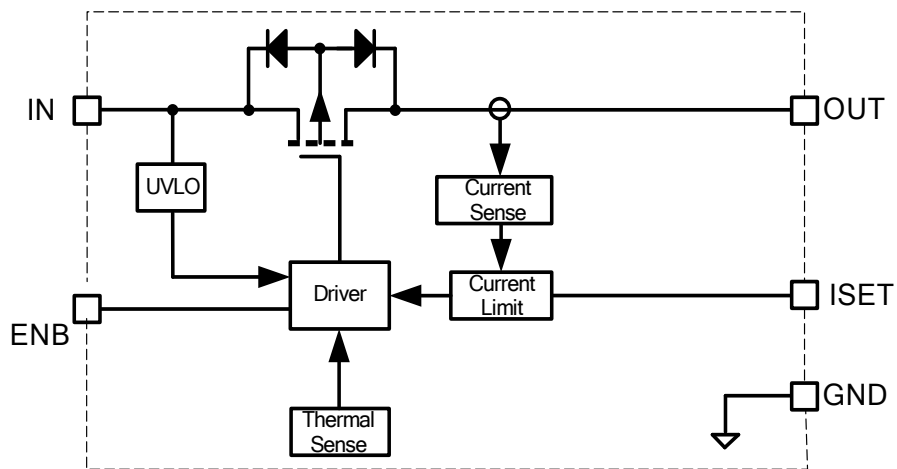 IN
OUT
UVLO
Current
Sense
Driver
Current
Limit
ISET
ENB
GND
Thermal
Sense